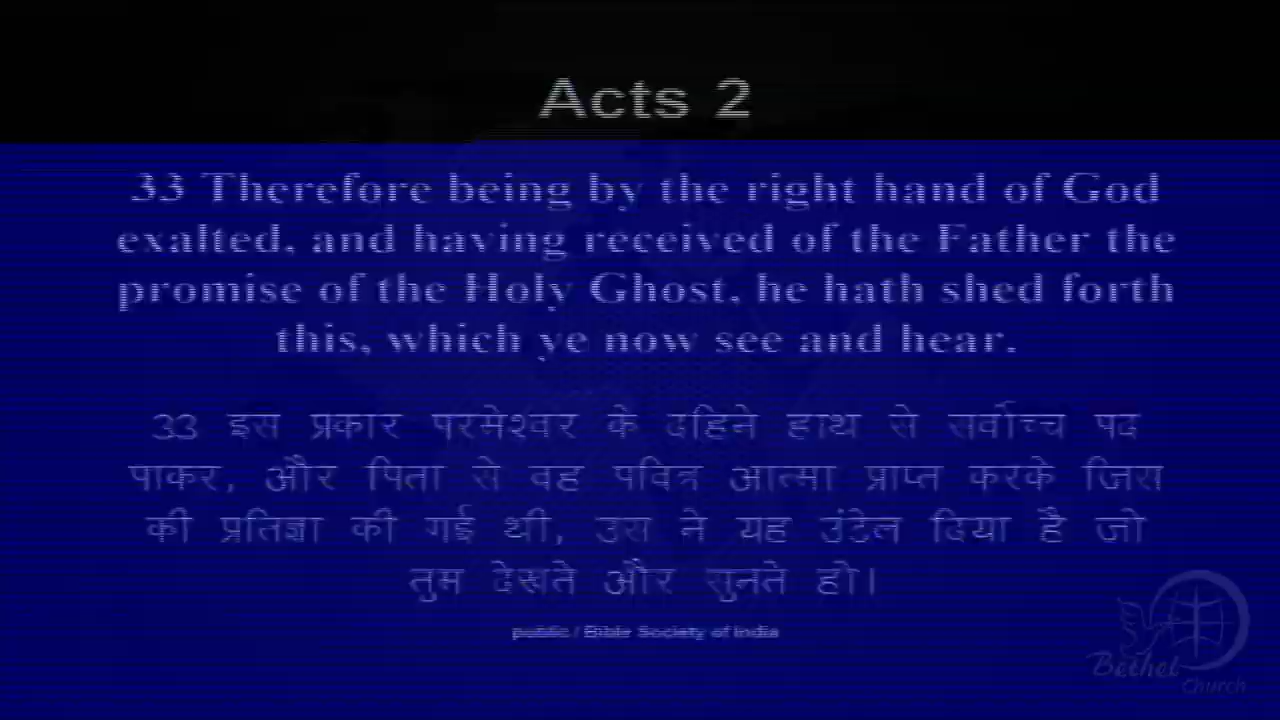 Acts 2
33 Therefore being by the right hand of God
exalted, and having received of the Father the
promise of the Holy Ghost, he hath shed forth
this, which ye now see and hear.
33 इस प्रकार परमेश्वर के दहिने हाथ से सर्वोच्च पद
पाकर, और पिता से वह पवित्र आत्मा प्राप्त करके जिस
की प्रतिज्ञा की गई थी, उस ने यह उंडेल दिया है जो
तुम देखते और सुनते हो।
public / Bible Society of India
Bethel
Church